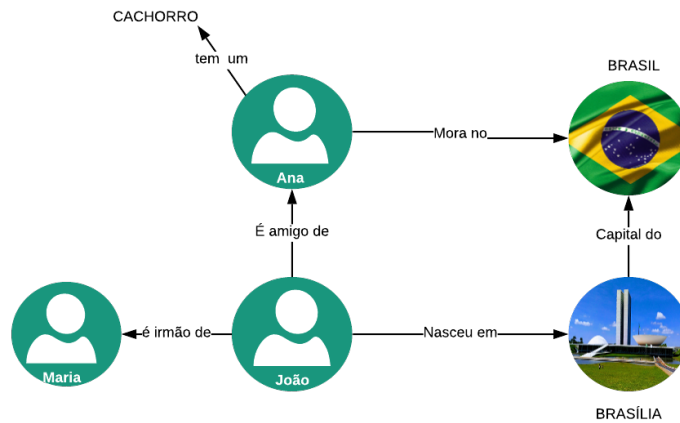 CACHORRO
tem um
BRASIL
Mora no
Ana
É amigo de
Capital do
é irmão de
Nasceu em
Maria
João
BRASÍLIA